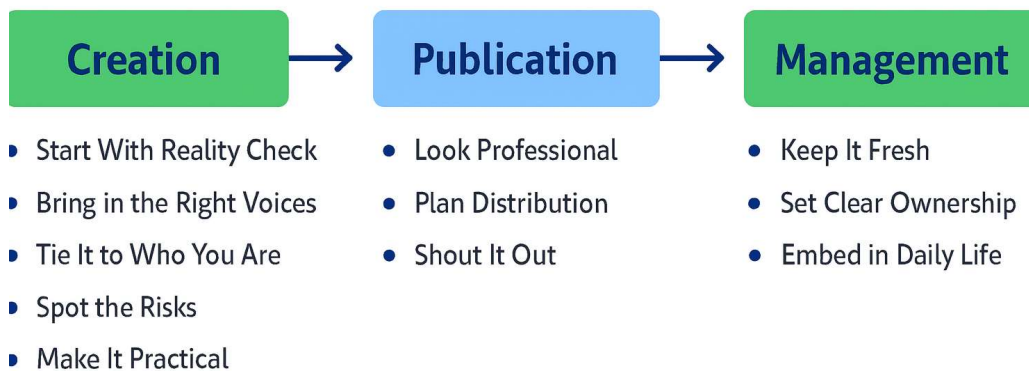 Creation
Start With Reality Check
Bring in the Right Voices
Tie It to Who You Are
Spot the Risks
Make It Practical
Publication
Look Professional
Plan Distribution
Shout It Out
Management
Keep It Fresh
Set Clear Ownership
Embed in Daily Life